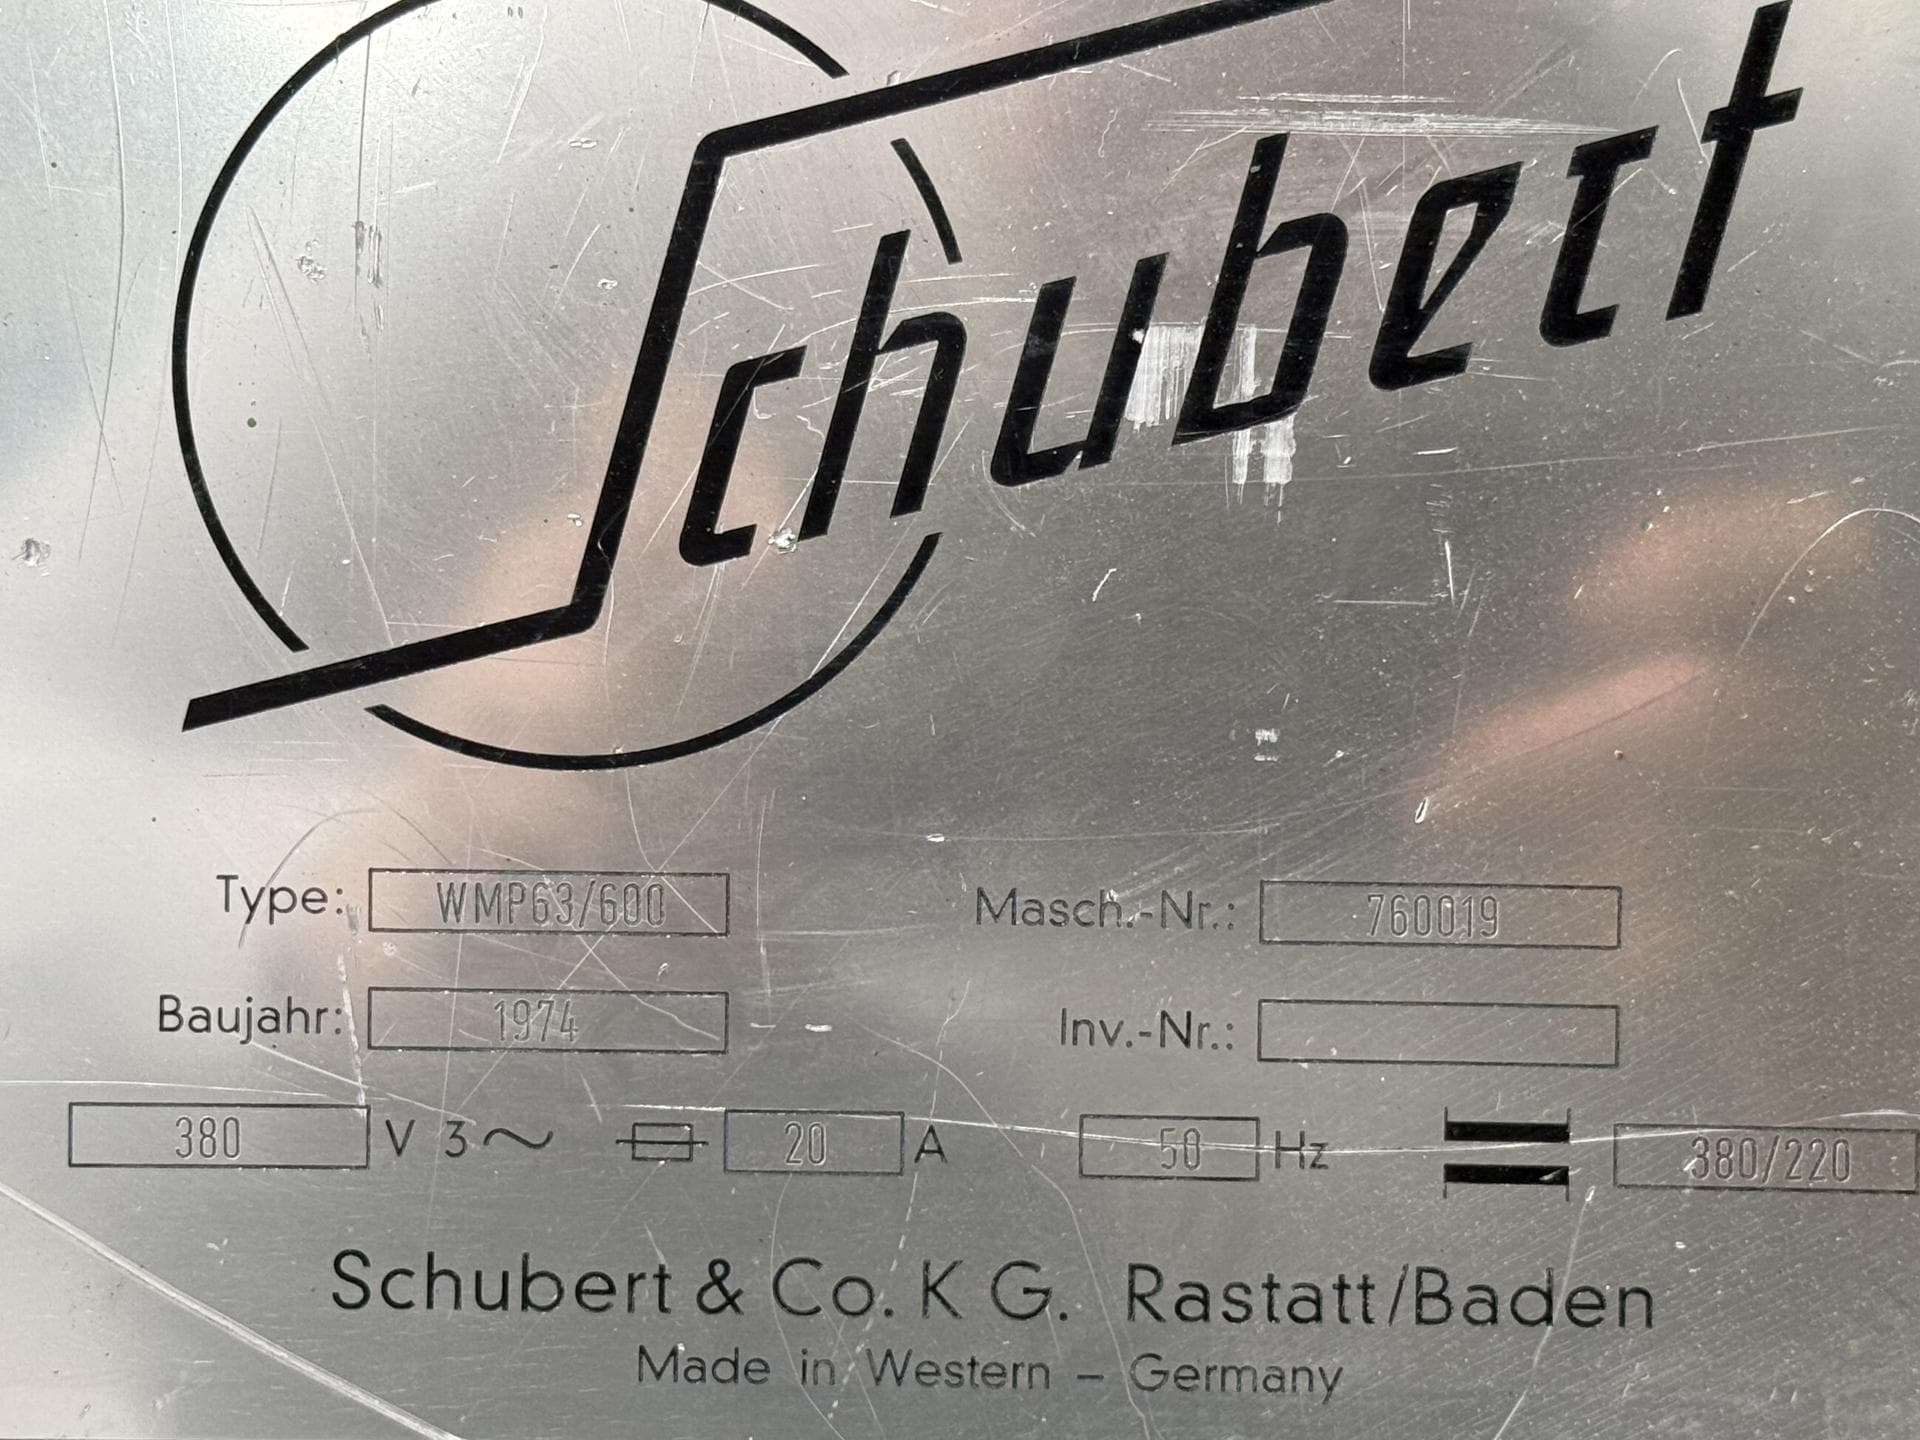 Schubert
Type: WMP63/600 Masch.-Nr.: 760019
Baujahr: 1974 Inv.-Nr.:
380 V 3~ 20 A 50 Hz 380/220
Schubert & Co. K G. Rastatt/Baden
Made in Western – Germany